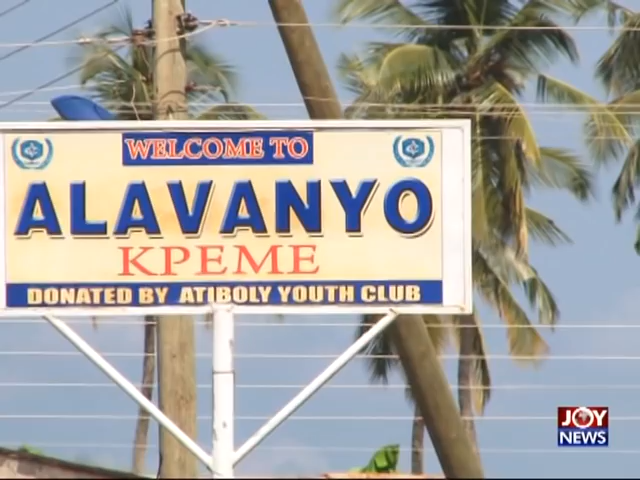 WELCOME TO
ALAVANYO
KPEME
DONATED BY ATIBOLY YOUTH CLUB
JOY
NEWS